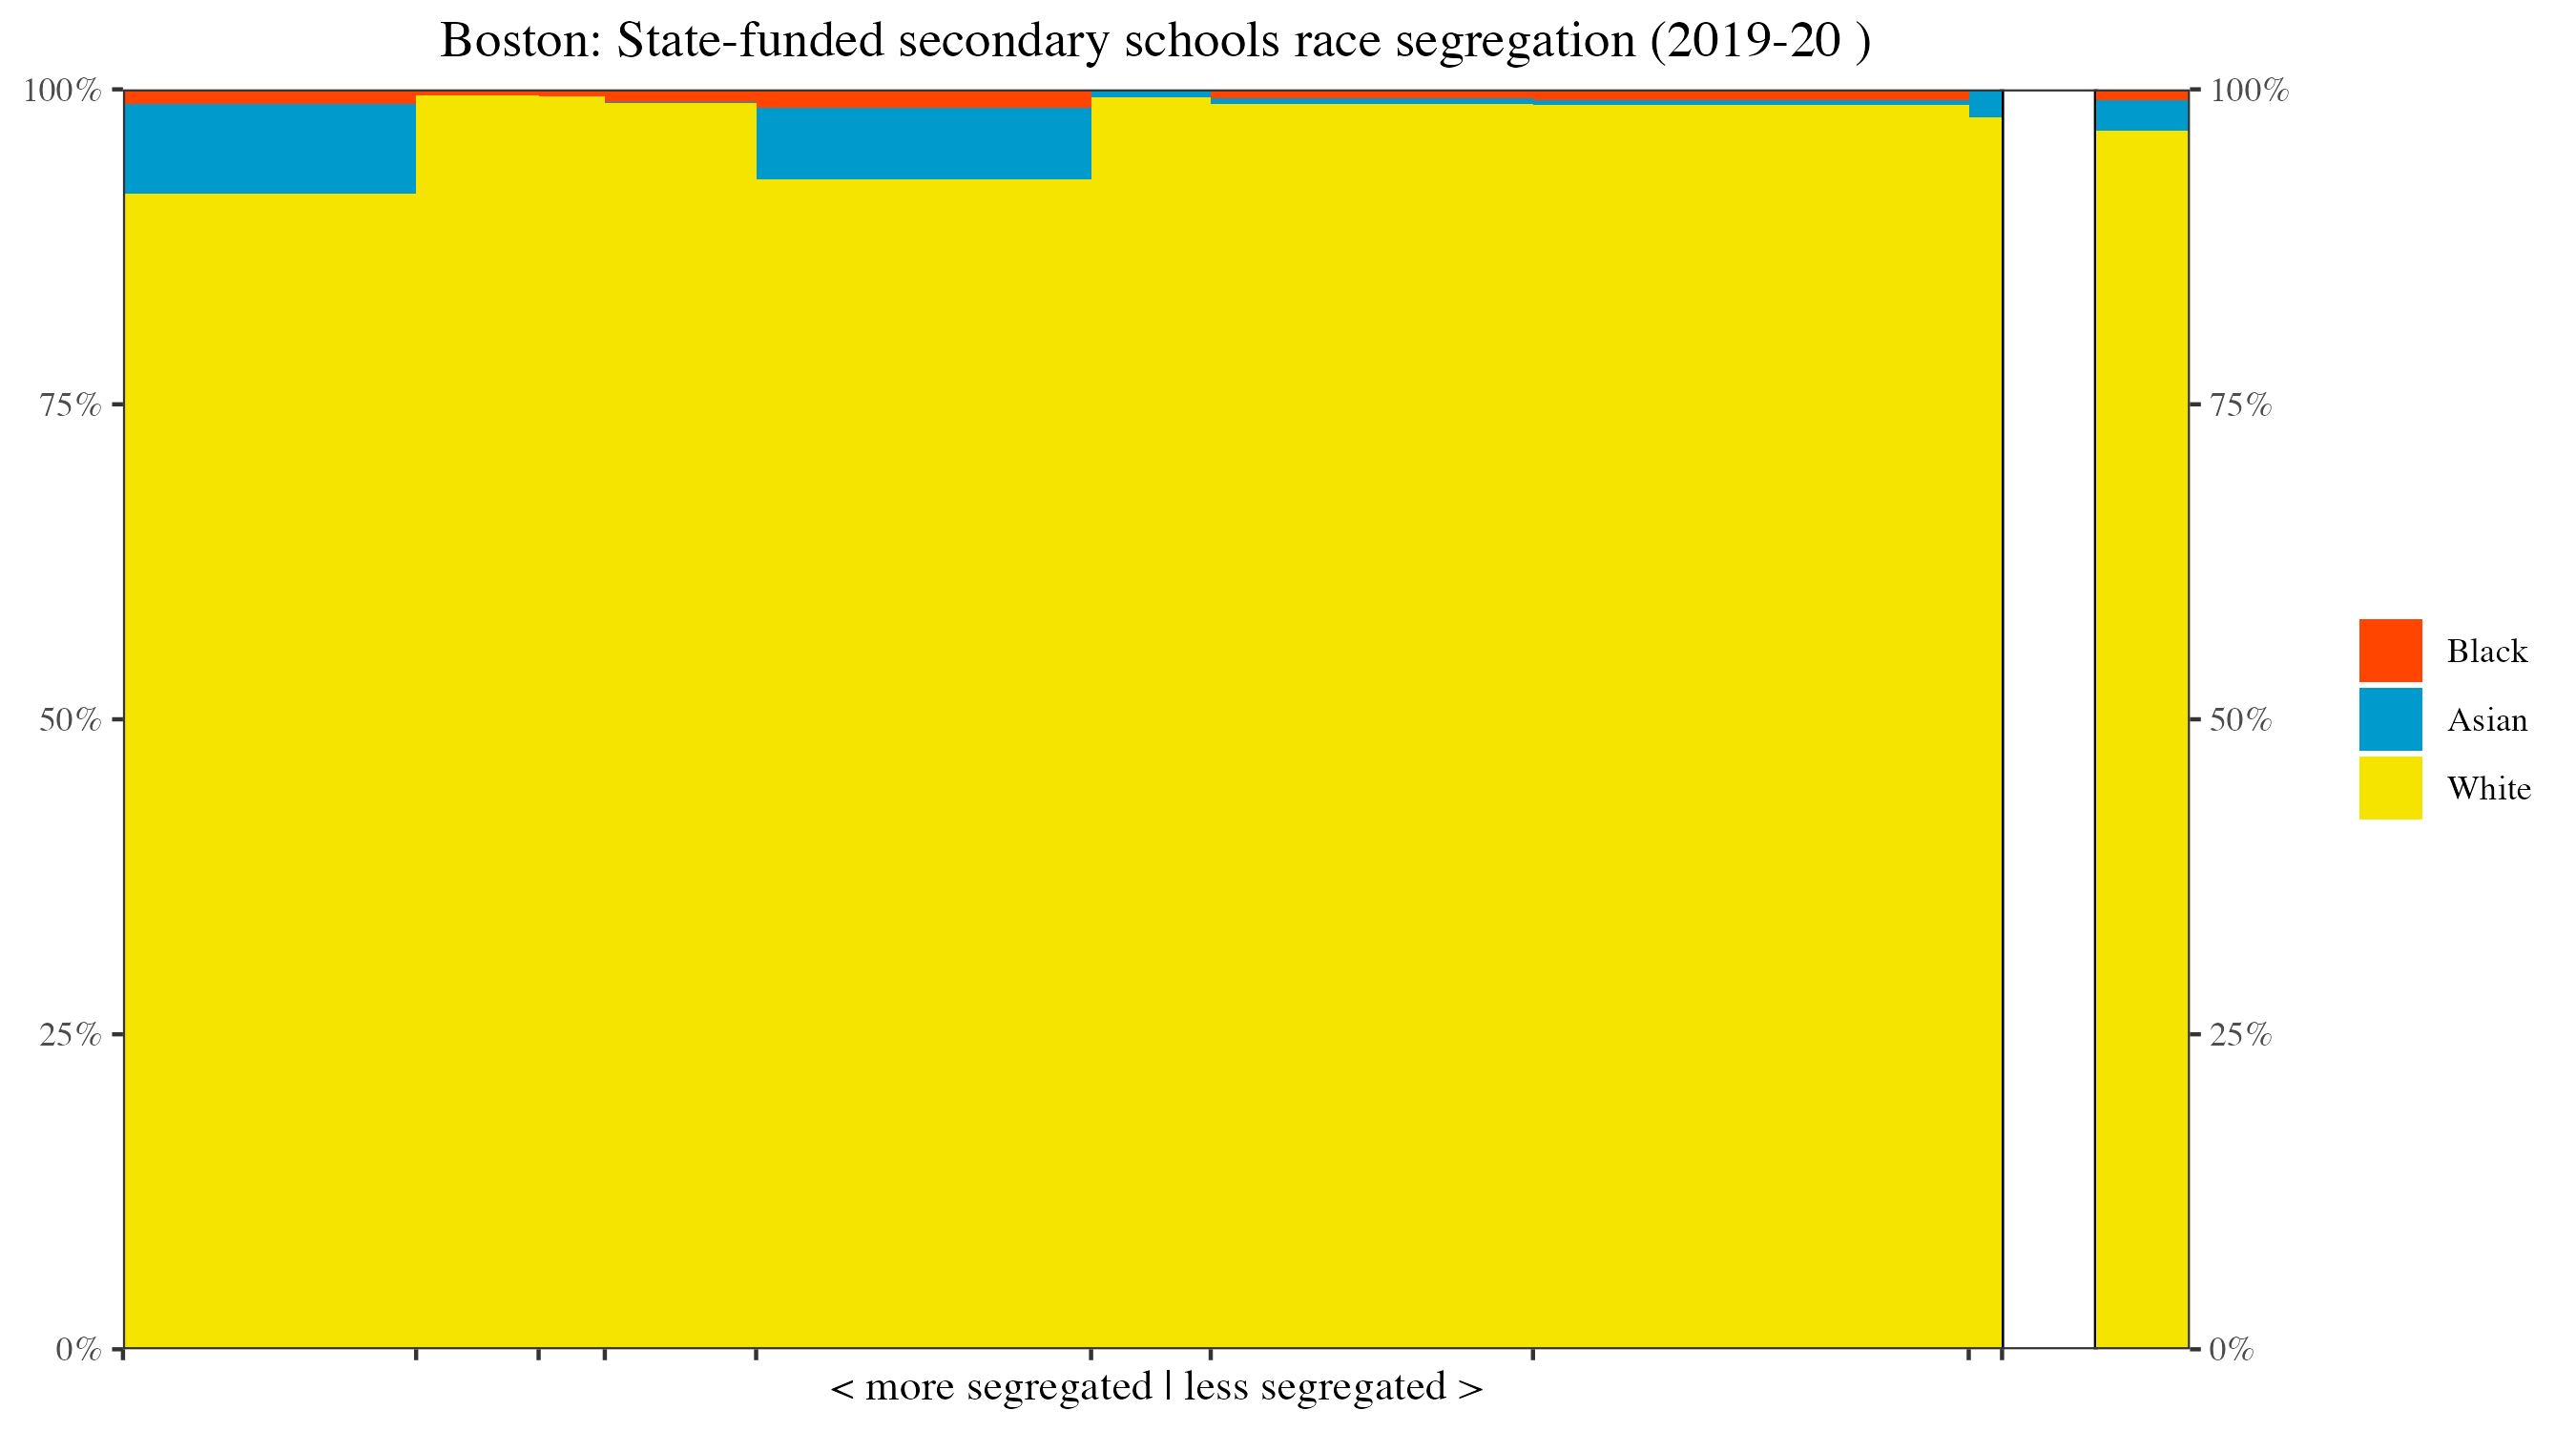 Boston: State-funded secondary schools race segregation (2019-20 )
100%
75%
50%
25%
0%
100%
75%
50%
25%
0%
Black
Asian
White
< more segregated | less segregated >